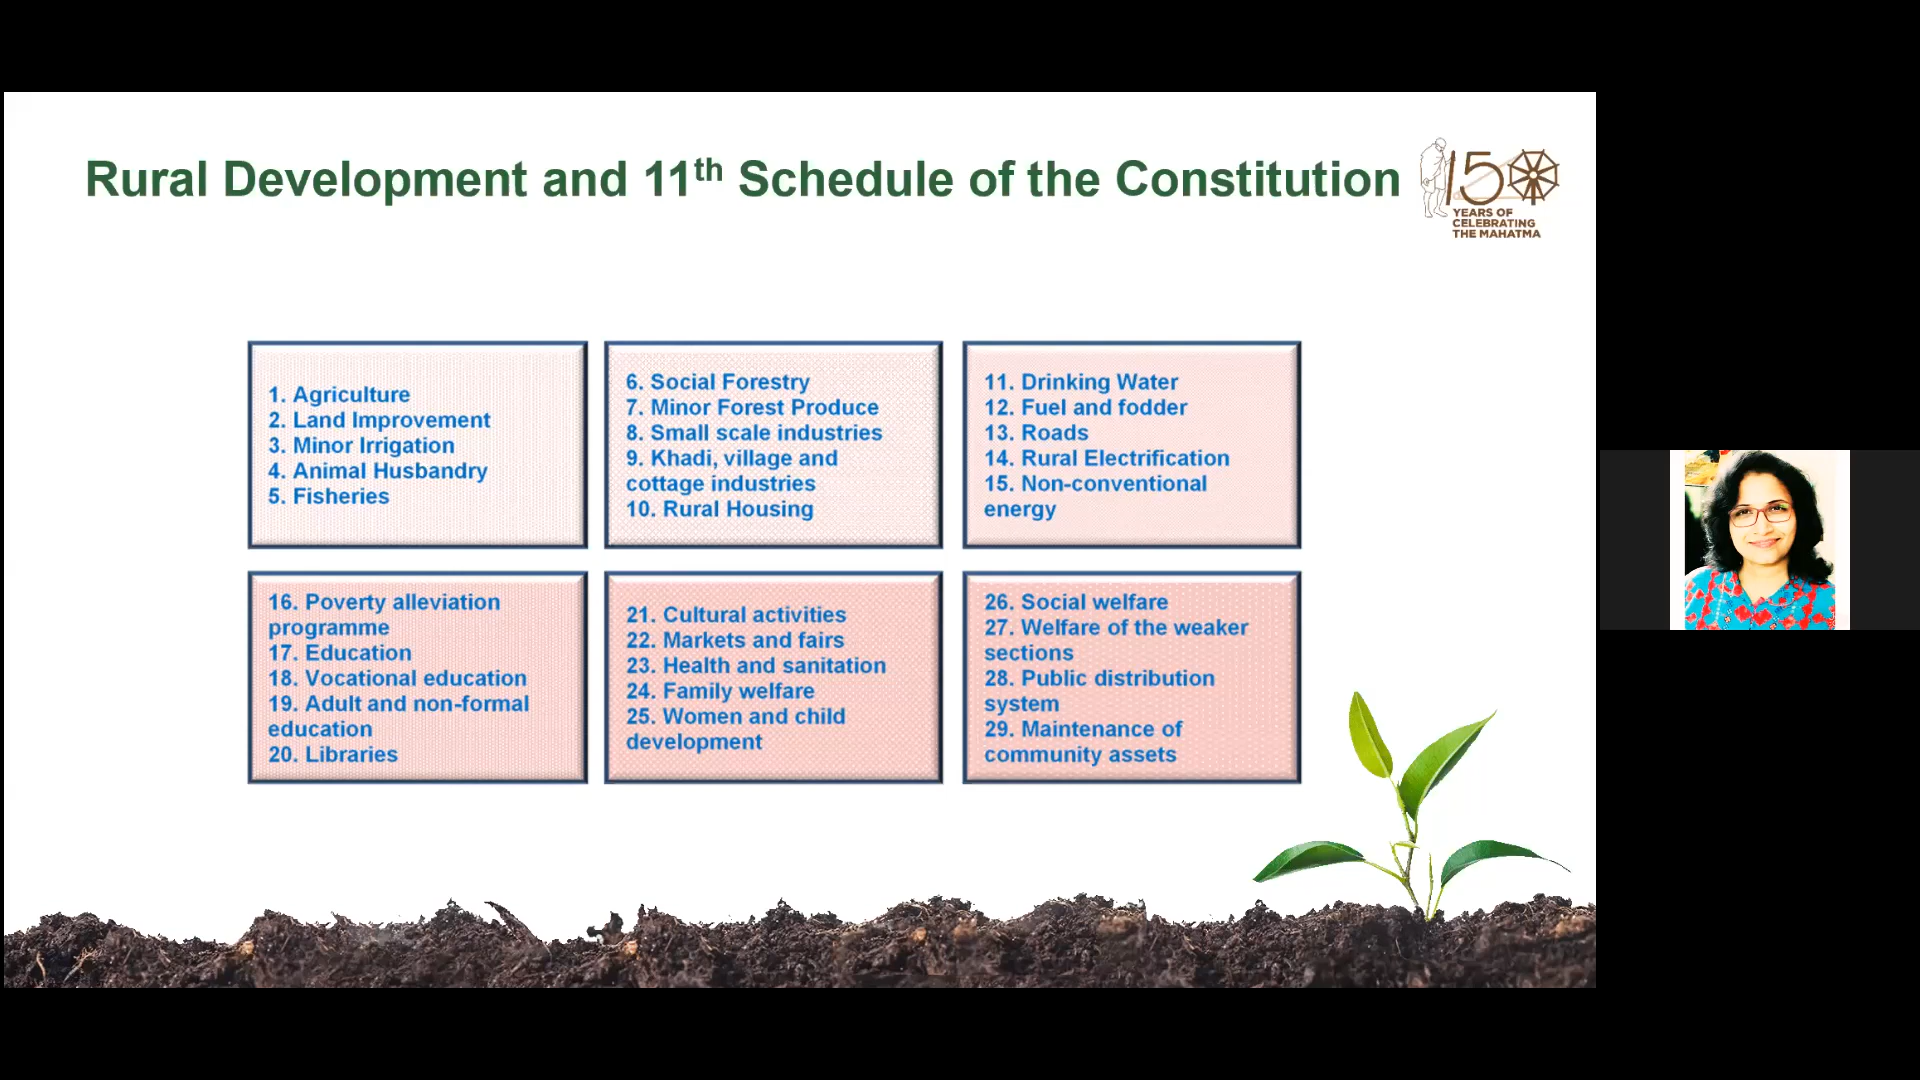 Rural Development and 11th Schedule of the Constitution
150
YEARS OF
CELEBRATING
THE MAHATMA
1. Agriculture
2. Land Improvement
3. Minor Irrigation
4. Animal Husbandry
5. Fisheries
6. Social Forestry
7. Minor Forest Produce
8. Small scale industries
9. Khadi, village and
cottage industries
10. Rural Housing
11. Drinking Water
12. Fuel and fodder
13. Roads
14. Rural Electrification
15. Non-conventional
energy
16. Poverty alleviation
programme
17. Education
18. Vocational education
19. Adult and non-formal
education
20. Libraries
21. Cultural activities
22. Markets and fairs
23. Health and sanitation
24. Family welfare
25. Women and child
development
26. Social welfare
27. Welfare of the weaker
sections
28. Public distribution
system
29. Maintenance of
community assets